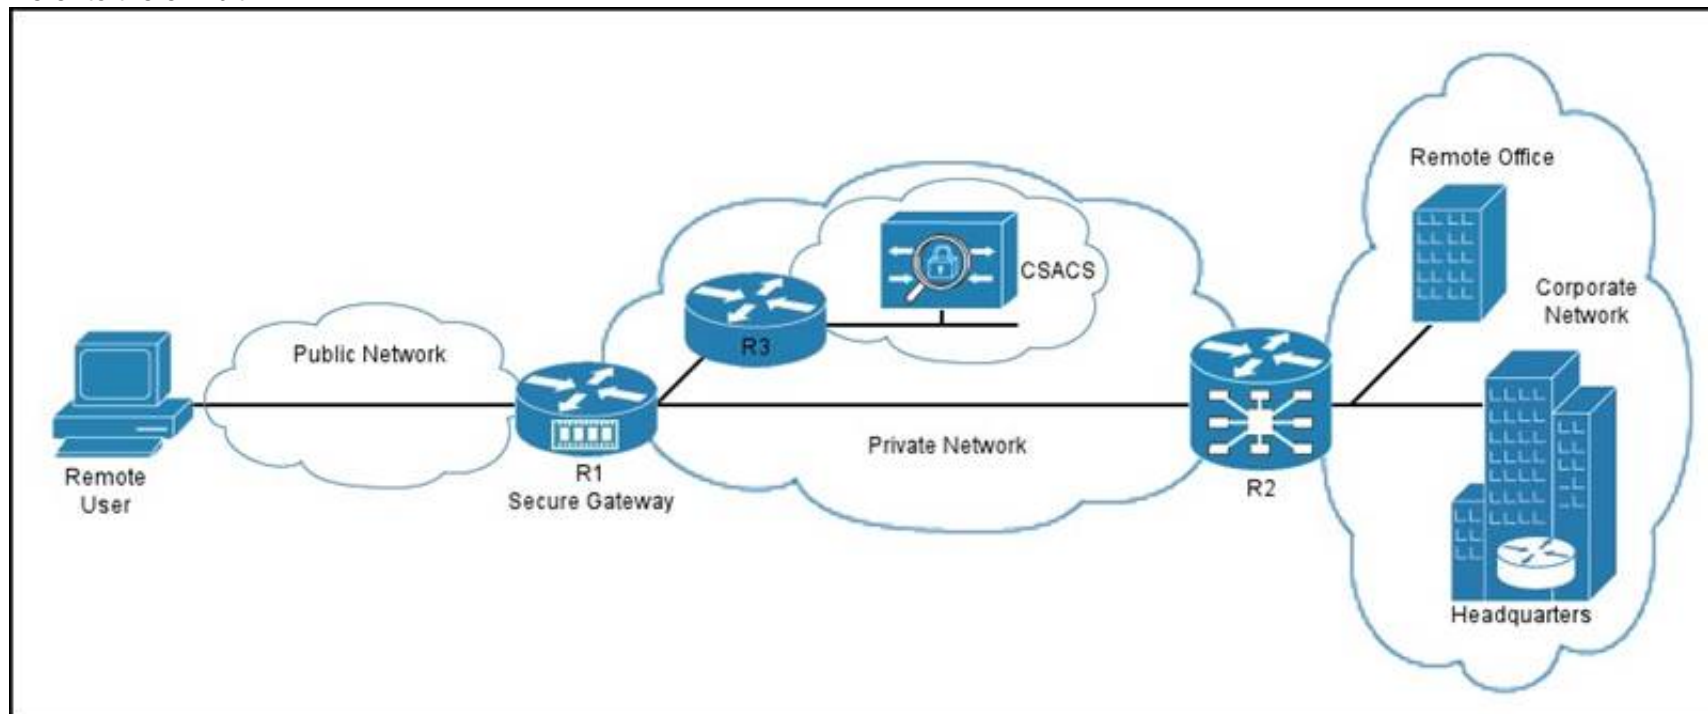 Remote Office
CSACS
Corporate
Network
R3
Public Network
Private Network
Remote
User
R1
Secure Gateway
R2
Headquarters